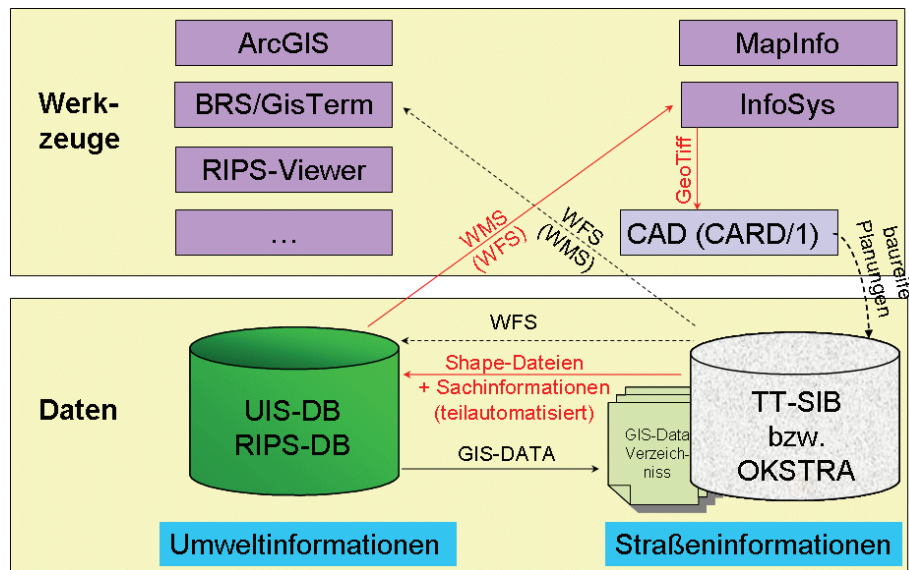 ArcGIS
MapInfo
Werk-
zeuge
BRS/GisTerm
InfoSys
RIPS-Viewer
GeoTiff
...
WMS
(WFS)
WFS
(WMS)
CAD (CARD/1)
baureife
Planungen
Daten
WFS
Shape-Dateien
+ Sachinformationen
(teilautomatisiert)
UIS-DB
RIPS-DB
GIS-DATA
GIS-Data
Verzeich-
niss
TT-SIB
bzw.
OKSTRA
Umweltinformationen
Straßeninformationen